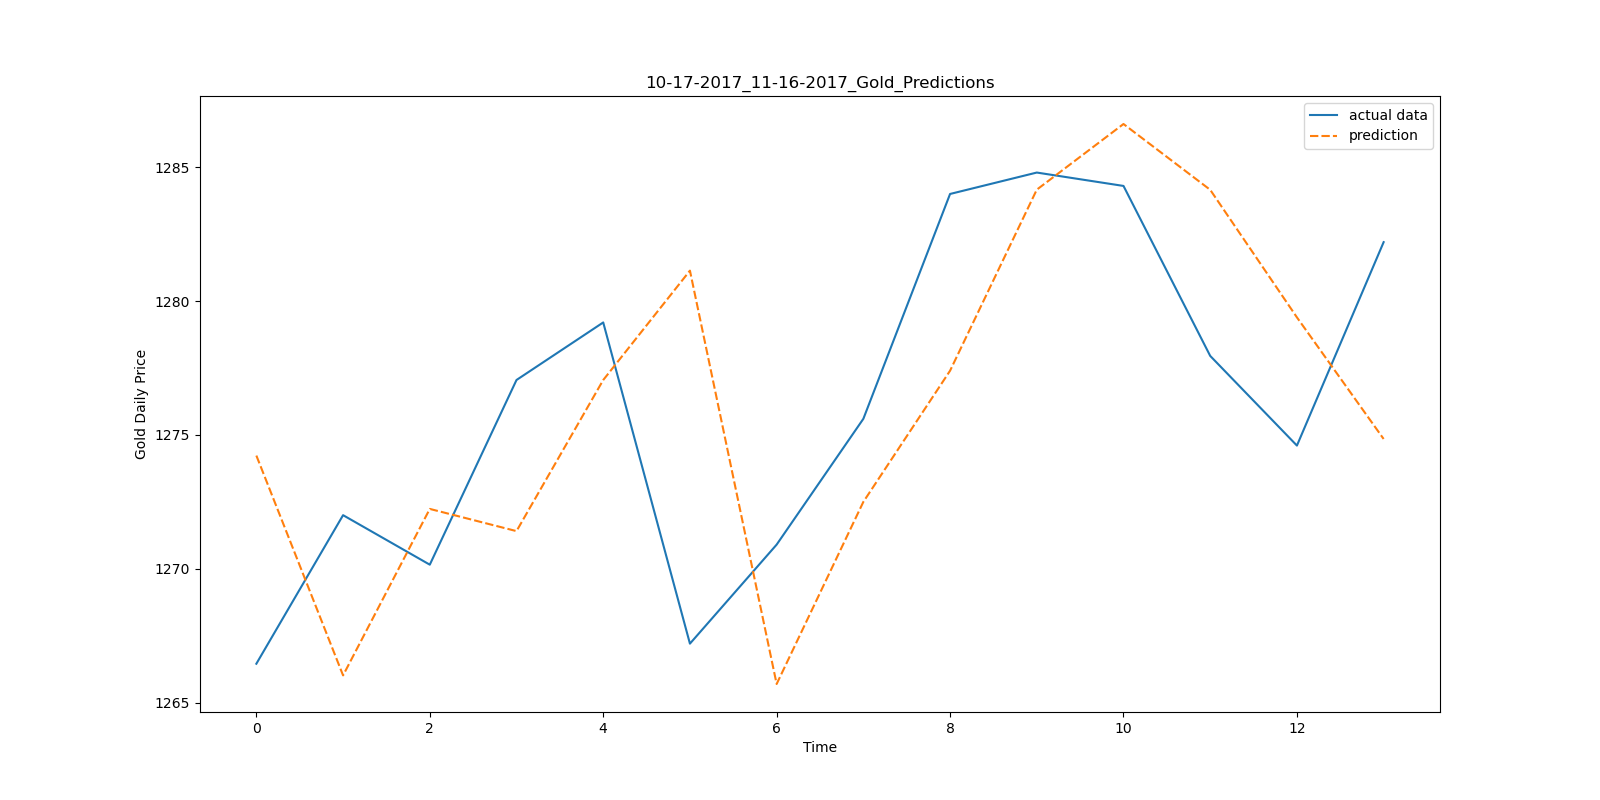 10-17-2017_11-16-2017_Gold_Predictions
actual data
prediction
1285
1280
1275
1270
1265
Gold Daily Price
0 2 4 6 8 10 12
Time